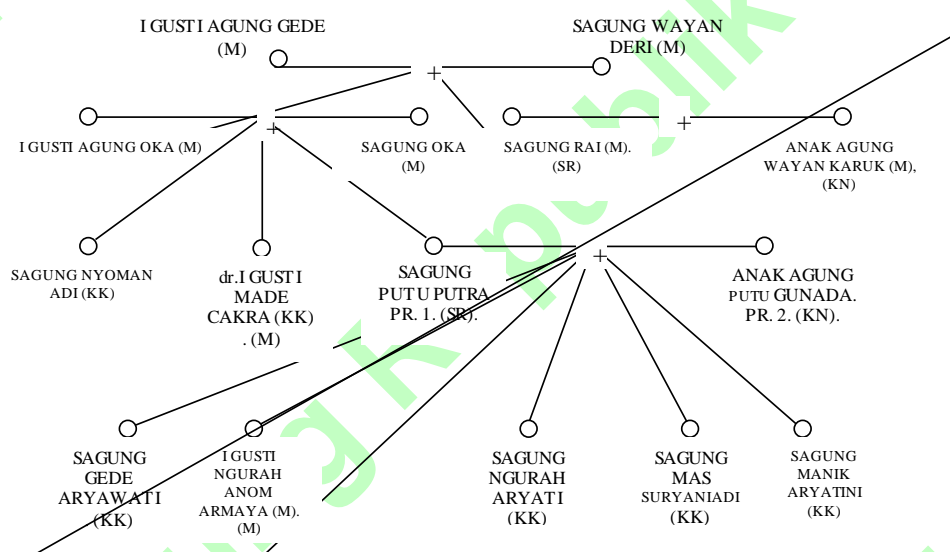 I GUSTI AGUNG GEDE
(M)
SAGUNG WAYAN
DERI (M)
+
+
+
I GUSTI AGUNG OKA (M)
SAGUNG OKA
(M)
SAGUNG RAI (M).
(SR)
ANAK AGUNG
WAYAN KARUK (M),
(KN)
+
SAGUNG NYOMAN
ADI (KK)
dr.I GUSTI
MADE
CAKRA (KK)
. (M)
SAGUNG
PUTU PUTRA
PR. 1. (SR).
ANAK AGUNG
PUTU GUNADA.
PR. 2. (KN).
SAGUNG
GEDE
ARYAWATI
(KK)
I GUSTI
NGURAH
ANOM
ARMAYA (M).
(M)
SAGUNG
NGURAH
ARYATI
(KK)
SAGUNG
MAS
SURYANIADI
(KK)
SAGUNG
MANIK
ARYATINI
(KK)